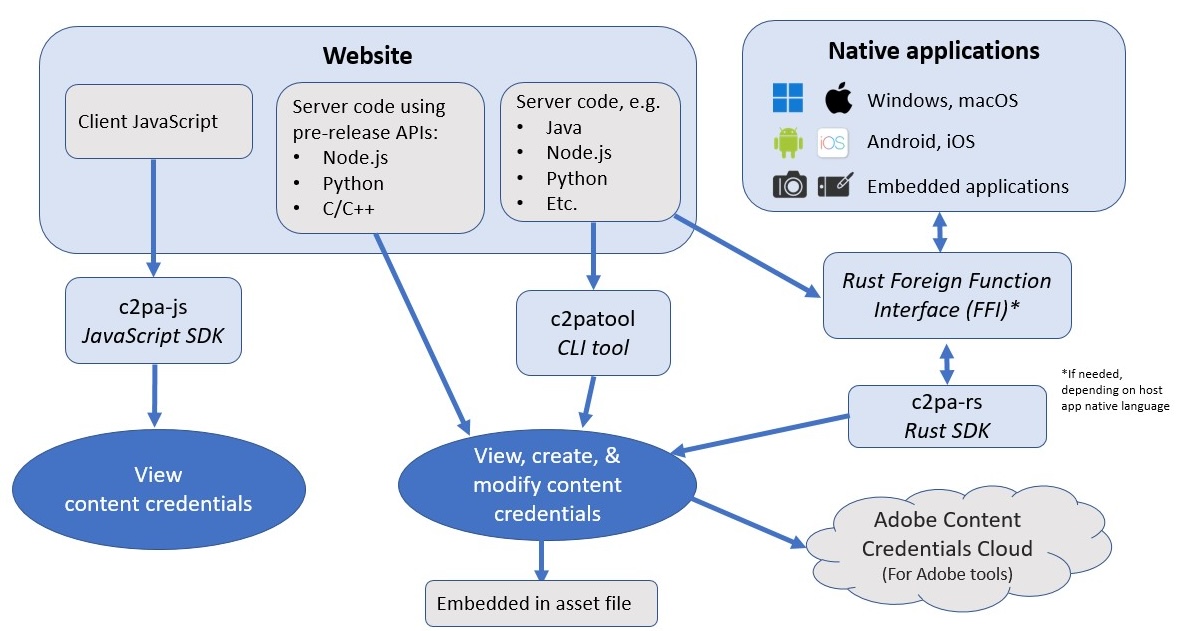 Website
Client JavaScript
Server code using
pre-release APIs:
• Node.js
• Python
• C/C++
Server code, e.g.
• Java
• Node.js
• Python
• Etc.
Native applications
Windows, macOS
iOS
Android, iOS
Embedded applications
c2pa-js
JavaScript SDK
c2patool
CLI tool
Rust Foreign Function
Interface (FFI)*
*If needed,
depending on host
app native language
c2pa-rs
Rust SDK
View
content credentials
View, create, &
modify content
credentials
Adobe Content
Credentials Cloud
(For Adobe tools)
Embedded in asset file